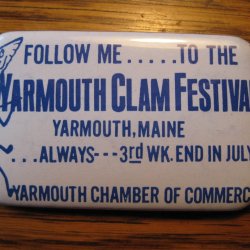 FOLLOW ME.....TO THE
YARMOUTH CLAM FESTIVAL
YARMOUTH, MAINE
...ALWAYS---3rd WK. END IN JULY
YARMOUTH CHAMBER OF COMMERCE